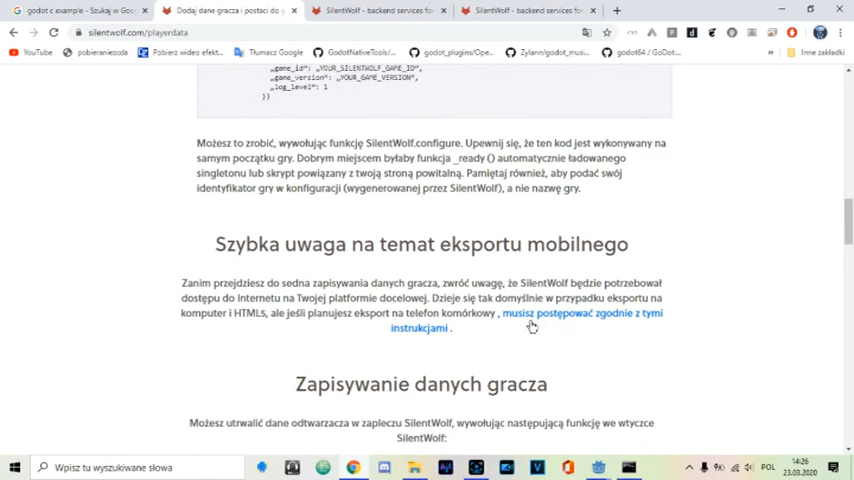 godot c example - Szukaj w Goo
Dodaj dane gracza i postaci do g
SilentWolf - backend services for
SilentWolf - backend services for
silentwolf.com/playerdata
YouTube
pobieraniezoba
Pobierz wideo efekt...
Tłumacz Google
GodotNativeTools/...
godot_plugins/Ope...
Zylann/godot_musi...
godot64 / GoDot:...
Inne zakładki
„game_id": „YOUR_SILENTWOLF_GAME_ID",
„game_version": „YOUR_GAME_VERSION",
„log_level": 1
})
Możesz to zrobić, wywołując funkcję SilentWolf.configure. Upewnij się, że ten kod jest wykonywany na
samym początku gry. Dobrym miejscem byłaby funkcja _ready () automatycznie ładowanego
singletonu lub skrypt powiązany z twoją stroną powitalną. Pamiętaj również, aby podać swój
identyfikator gry w konfiguracji (wygenerowanej przez SilentWolf), a nie nazwę gry.
Szybka uwaga na temat eksportu mobilnego
Zanim przejdziesz do sedna zapisywania danych gracza, zwróć uwagę, że SilentWolf będzie potrzebował
dostępu do Internetu na Twojej platformie docelowej. Dzieje się tak domyślnie w przypadku eksportu na
komputer i HTML5, ale jeśli planujesz eksport na telefon komórkowy , musisz postępować zgodnie z tymi
instrukcjami .
Zapisywanie danych gracza
Możesz utrwalić dane odtwarzacza w zapleczu SilentWolf, wywołując następującą funkcję we wtyczce
SilentWolf:
Wpisz tu wyszukiwane słowa
POL
14:26
23.03.2020